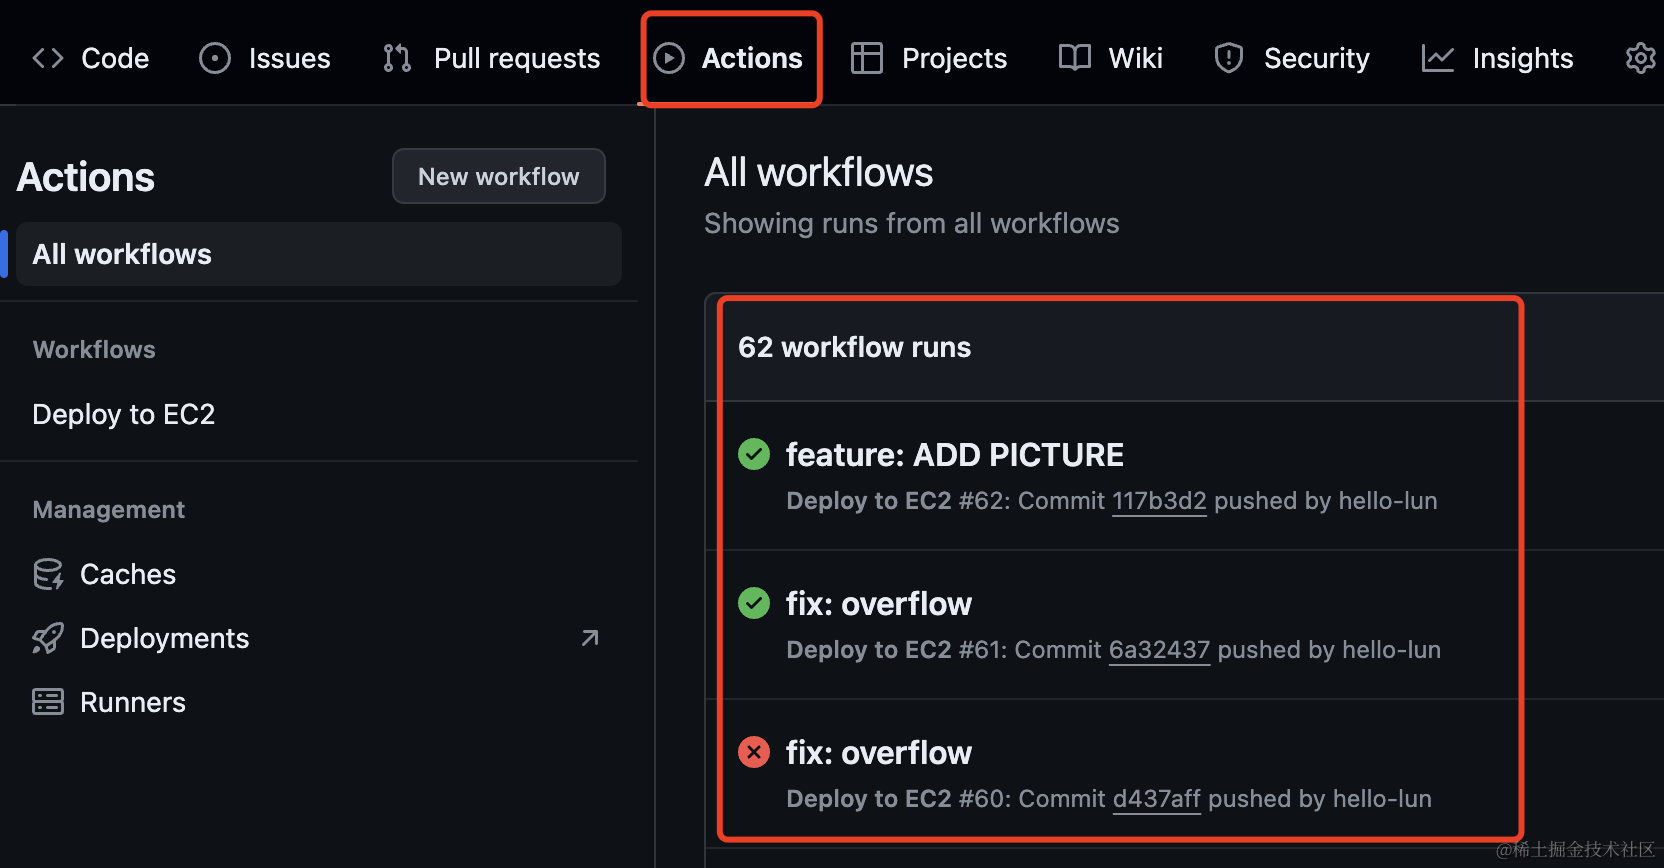 Code Issues Pull requests Actions Projects Wiki Security Insights
Actions
New workflow
All workflows
Workflows
Deploy to EC2
Management
Caches
Deployments
Runners
All workflows
Showing runs from all workflows
62 workflow runs
feature: ADD PICTURE
Deploy to EC2 #62: Commit 117b3d2 pushed by hello-lun
fix: overflow
Deploy to EC2 #61: Commit 6a32437 pushed by hello-lun
fix: overflow
Deploy to EC2 #60: Commit d437aff pushed by hello-lun
@稀土掘金技术社区